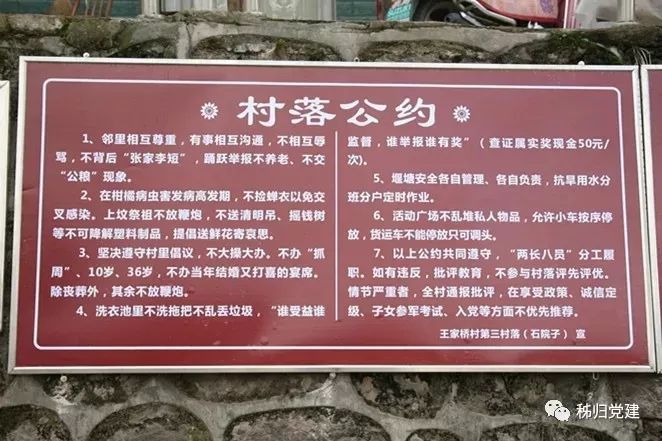 村落公约
1、邻里相互尊重，有事相互沟通，不相互辱
骂，不背后“张家李短”，踊跃举报不养老、不交
“公粮”现象。
2、在柑橘病虫害发病高发期，不捡蝉衣以免交
叉感染。上坟祭祖不放鞭炮，不送清明吊、摇钱树
等不可降解塑料制品，提倡送鲜花寄哀思。
3、坚决遵守村里倡议，不大操大办。不办“抓
周”、10岁、36岁，不办当年结婚又打喜的宴席。
除丧葬外，其余不放鞭炮。
4、洗衣池里不洗拖把不乱丢垃圾，“谁受益谁
监督，谁举报谁有奖”（查证属实奖现金50元/
次）。
5、堰塘安全各自管理、各自负责，抗旱用水分
班分户定时作业。
6、活动广场不乱堆私人物品，允许小车按序停
放，货运车不能停放只可调头。
7、以上公约共同遵守，“两长八员”分工履
职。如有违反，批评教育，不参与村落评先评优。
情节严重者，全村通报批评，在享受政策、诚信定
级、子女参军考试、入党等方面不优先推荐。
王家桥村第三村落（石院子）宣
秭归党建